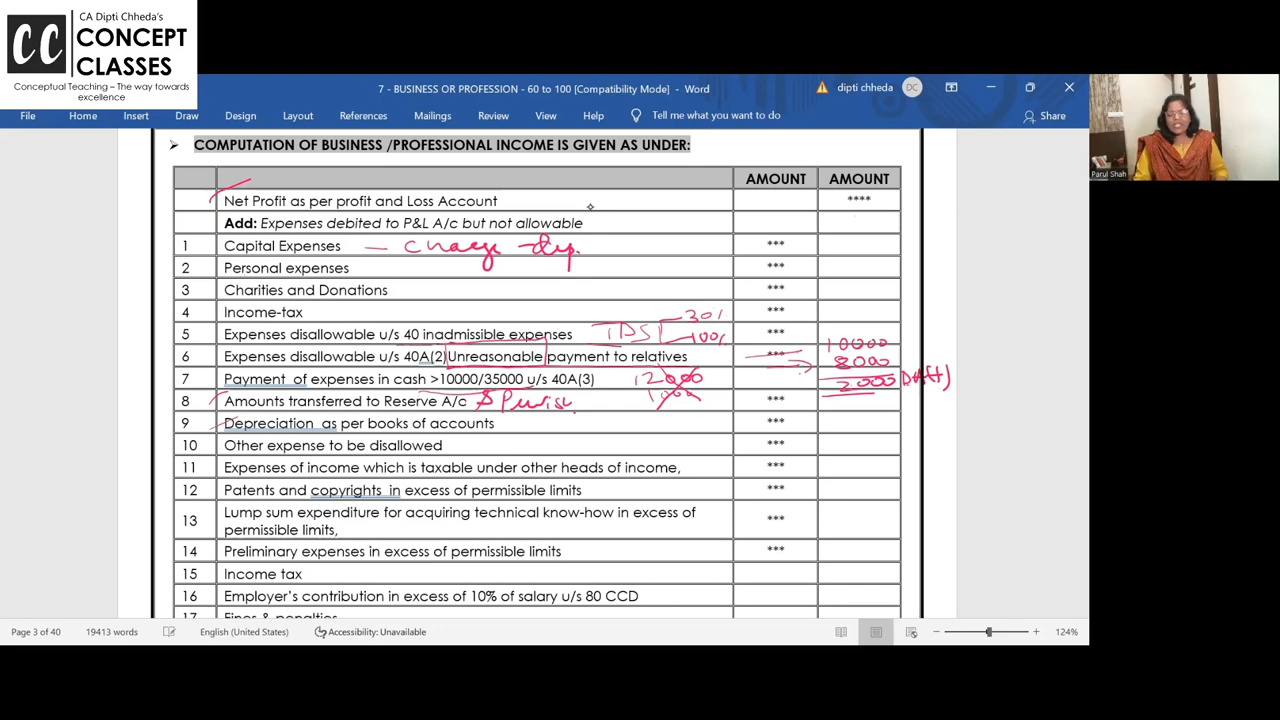 CA Dipti Chheda's
CC CONCEPT
CLASSES
Conceptual Teaching – The way towards
excellence
7 - BUSINESS OR PROFESSION - 60 to 100 [Compatibility Mode] - Word
dipti chheda DC
File Home Insert Draw Design Layout References Mailings Review View Help Tell me what you want to do Share
Parul Shah
➤ COMPUTATION OF BUSINESS /PROFESSIONAL INCOME IS GIVEN AS UNDER:
AMOUNT AMOUNT
Net Profit as per profit and Loss Account ****
Add: Expenses debited to P&L A/c but not allowable
1 Capital Expenses — charge dep. ***
2 Personal expenses ***
3 Charities and Donations ***
4 Income-tax ***
5 Expenses disallowable u/s 40 inadmissible expenses TDS 30% 100% ***
10000
6 Expenses disallowable u/s 40A(2) Unreasonable payment to relatives *** 8000
7 Payment of expenses in cash >10000/35000 u/s 40A(3) 12000 2000
8 Amounts transferred to Reserve A/c ***
9 Depreciation as per books of accounts ***
10 Other expense to be disallowed ***
11 Expenses of income which is taxable under other heads of income, ***
12 Patents and copyrights in excess of permissible limits ***
13 Lump sum expenditure for acquiring technical know-how in excess of
permissible limits, ***
14 Preliminary expenses in excess of permissible limits ***
15 Income tax
16 Employer's contribution in excess of 10% of salary u/s 80 CCD
17 Fines & penalties
Page 3 of 40 19413 words English (United States) Accessibility: Unavailable 124%